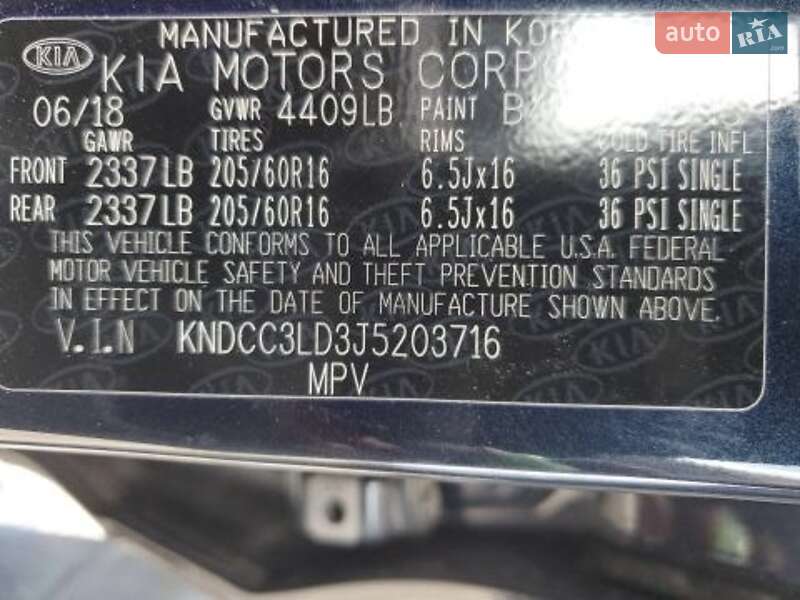 MANUFACTURED IN
KIA KIA MOTORS
06/18 GVWR 4409LB PAINT
GAWR TIRES RIMS COLD TIRE INFL
FRONT 2337LB 205/60R16 6.5Jx16 36 PSI SINGLE
REAR 2337LB 205/60R16 6.5Jx16 36 PSI SINGLE
THIS VEHICLE CONFORMS TO ALL APPLICABLE U.S.A. FEDERAL
MOTOR VEHICLE SAFETY AND THEFT PREVENTION STANDARDS
IN EFFECT ON THE DATE OF MANUFACTURE SHOWN ABOVE.
V.I.N KNDCC3LD3J5203716
MPV
auto RIA .com